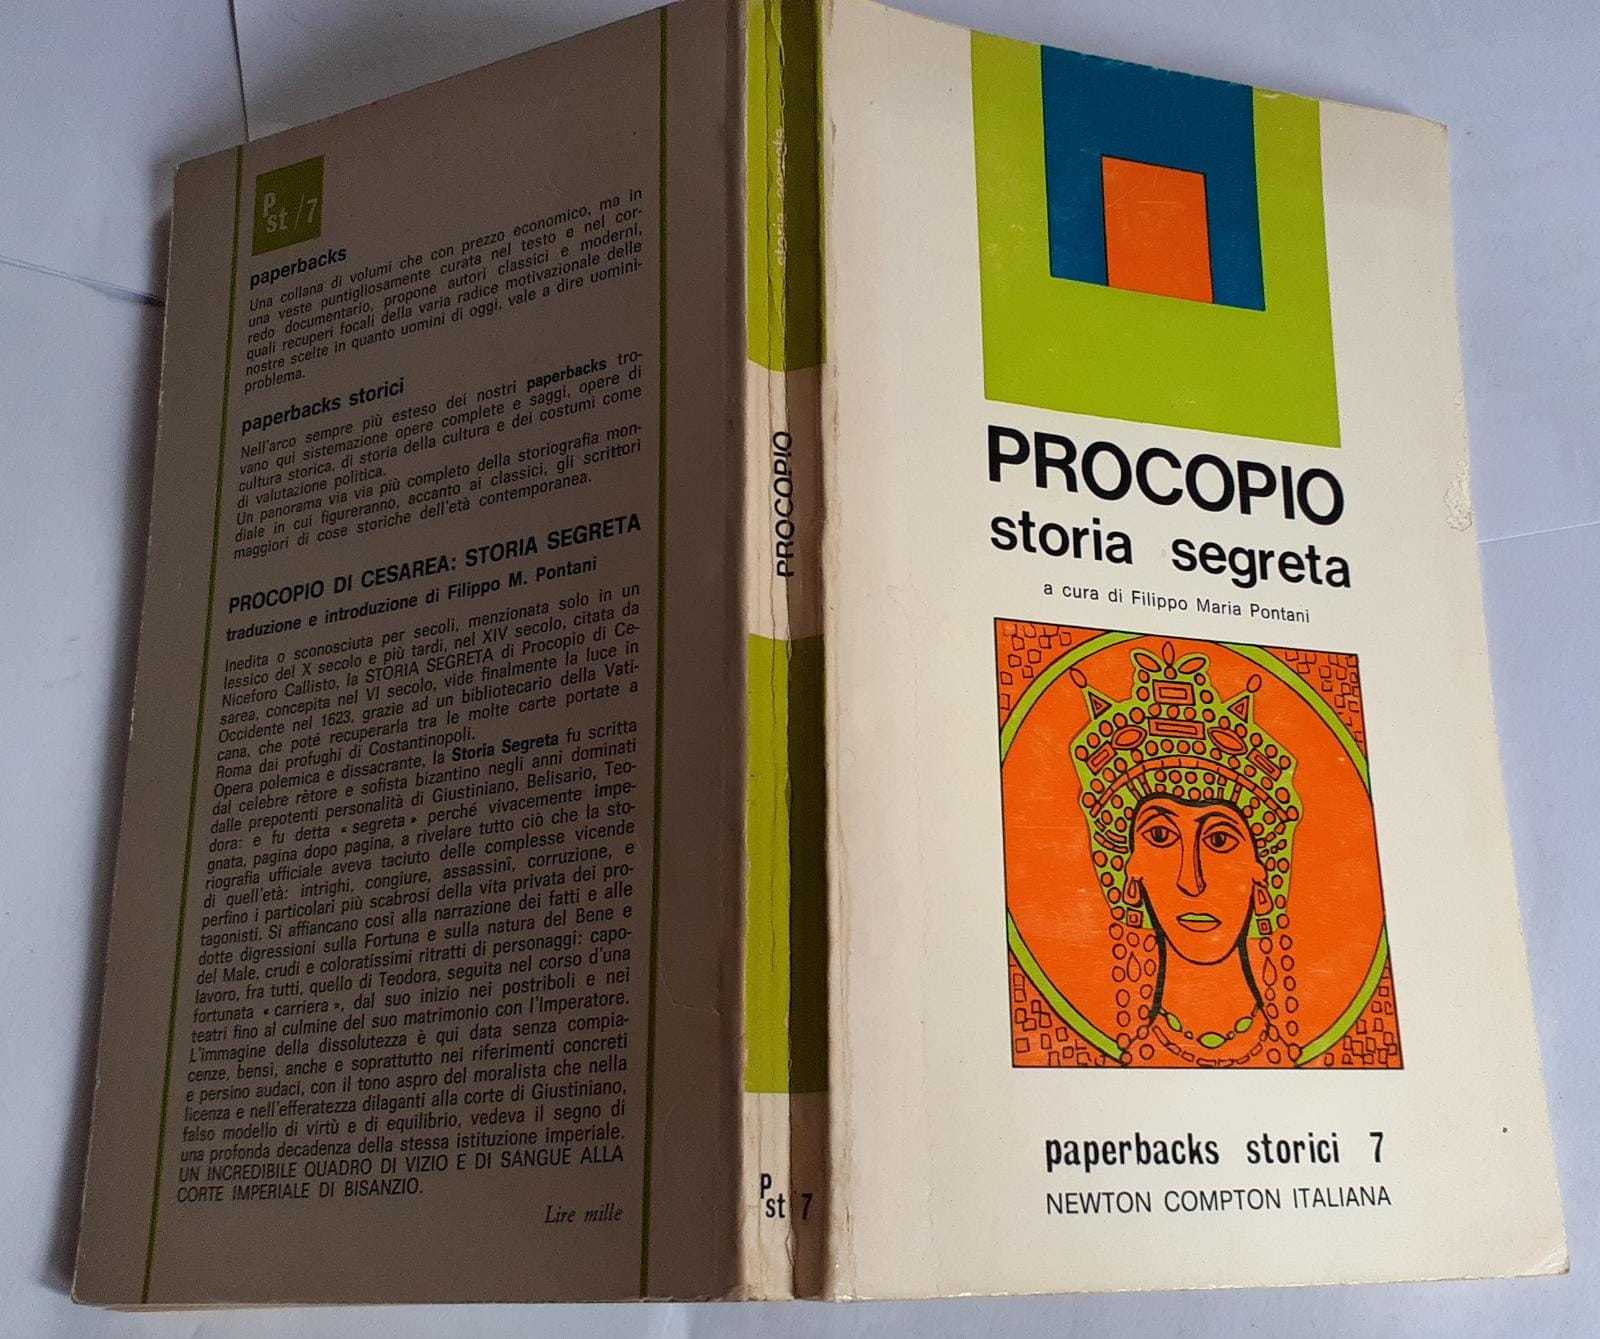 P
st/7
paperbacks
Una collana di volumi che con prezzo economico, ma in
una veste puntigliosamente curata nel testo e nel cor-
redo documentario, propone autori classici e moderni,
quali recuperi focali della varia radice motivazionale delle
nostre scelte in quanto uomini di oggi, vale a dire uomini-
problema.
paperbacks storici
Nell'arco sempre più esteso dei nostri paperbacks tro-
vano qui sistemazione opere complete e saggi, opere di
cultura storica, di storia della cultura e dei costumi come
di valutazione politica.
Un panorama via via più completo della storiografia mon-
diale in cui figureranno, accanto ai classici, gli scrittori
maggiori di cose storiche dell'età contemporanea.
PROCOPIO DI CESAREA: STORIA SEGRETA
traduzione e introduzione di Filippo M. Pontani
Inedita o sconosciuta per secoli, menzionata solo in un
lessico del X secolo e più tardi, nel XIV secolo, citata da
Niceforo Callisto, la STORIA SEGRETA di Procopio di Ce-
sarea, concepita nel VI secolo, vide finalmente la luce in
Occidente nel 1623, grazie ad un bibliotecario della Vati-
cana, che poté recuperarla tra le molte carte portate a
Roma dai profughi di Costantinopoli.
Opera polemica e dissacrante, la Storia Segreta fu scritta
dal celebre rètore e sofista bizantino negli anni dominati
dalle prepotenti personalità di Giustiniano, Belisario, Teo-
dora: e fu detta « segreta » perché vivacemente impe-
gnata, pagina dopo pagina, a rivelare tutto ciò che la sto-
riografia ufficiale aveva taciuto delle complesse vicende
di quell'età: intrighi, congiure, assassinî, corruzione, e
perfino i particolari più scabrosi della vita privata dei pro-
tagonisti. Si affiancano così alla narrazione dei fatti e alle
dotte digressioni sulla Fortuna e sulla natura del Bene e
del Male, crudi e coloratissimi ritratti di personaggi: capo-
lavoro, fra tutti, quello di Teodora, seguita nel corso d'una
fortunata « carriera », dal suo inizio nei postriboli e nei
teatri fino al culmine del suo matrimonio con l'Imperatore.
L'immagine della dissolutezza è qui data senza compia-
cenze, bensì, anche e soprattutto nei riferimenti concreti
e persino audaci, con il tono aspro del moralista che nella
licenza e nell'efferatezza dilaganti alla corte di Giustiniano,
falso modello di virtù e di equilibrio, vedeva il segno di
una profonda decadenza della stessa istituzione imperiale.
UN INCREDIBILE QUADRO DI VIZIO E DI SANGUE ALLA
CORTE IMPERIALE DI BISANZIO.
Lire mille
storia segreta
PROCOPIO
P
st/7
PROCOPIO
storia segreta
a cura di Filippo Maria Pontani
paperbacks storici 7
NEWTON COMPTON ITALIANA